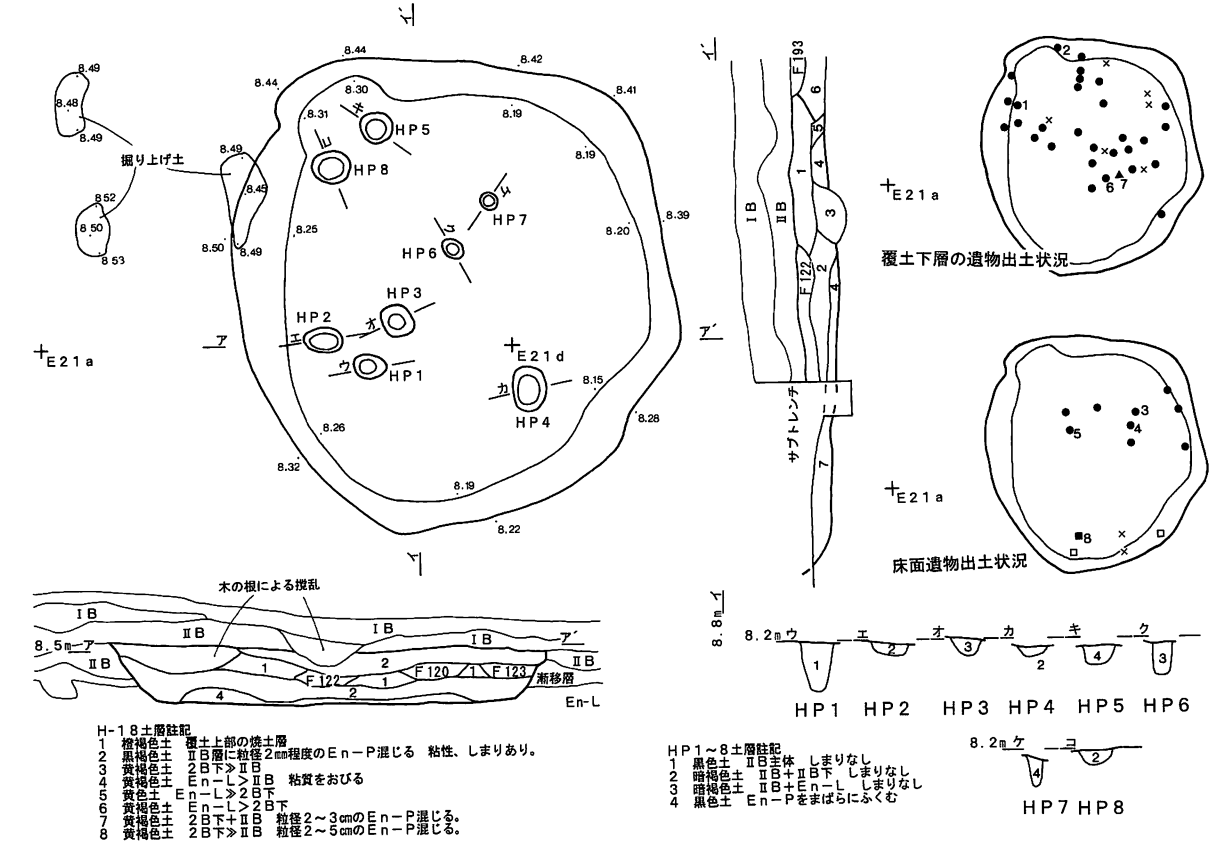 イ´
8.44
8.42
8.49
8.44
8.30
8.41
8.48
8.31
キ
HP5
8.19
8.49
コ
掘り上げ土
8.49
HP8
8.19
8.45
ケ
HP7
8.52
8.39
8.50
8.50
8.49
8.25
ク
HP6
8.20
8.53
HP3
HP2
オ
エ
ア
ア´
E21a
E21d
ウ
HP1
8.15
カ
HP4
8.28
8.26
8.32
8.19
8.22
イ
イ´
F193
6
5
1
4
ⅠB
ⅡB
3
F122
2
4
サブトレンチ
7
8.8m イ
2
1
6
7
E21a
覆土下層の遺物出土状況
3
5
4
E21a
8
床面遺物出土状況
木の根による撹乱
ⅠB
ⅡB
ⅠB
ⅠB
8.5m ア
ア´
ⅡB
1
2
ⅡB
F122
1
F120
1
F123
漸移層
4
2
En-L
H-18土層註記
1 橙褐色土 覆土上部の焼土層
2 黒褐色土 ⅡB層に粒径2㎜程度のEn-P混じる 粘性、しまりあり。
3 黄褐色土 2B下≫ⅡB
4 黄褐色土 En-L>ⅡB 粘質をおびる
5 黄色土 En-L≫2B下
6 黄褐色土 En-L>2B下
7 黄褐色土 2B下+ⅡB 粒径2~3㎝のEn-P混じる。
8 黄褐色土 2B下≫ⅡB 粒径2~5㎝のEn-P混じる。
8.2m ウ
エ
オ
カ
キ
ク
1
2
3
2
4
3
HP1
HP2
HP3
HP4
HP5
HP6
8.2m ケ
コ
4
2
HP7
HP8
HP1~8土層註記
1 黒色土 ⅡB主体 しまりなし
2 暗褐色土 ⅡB+ⅡB下 しまりなし
3 暗褐色土 ⅡB+En-L しまりなし
4 黒色土 En-Pをまばらにふくむ